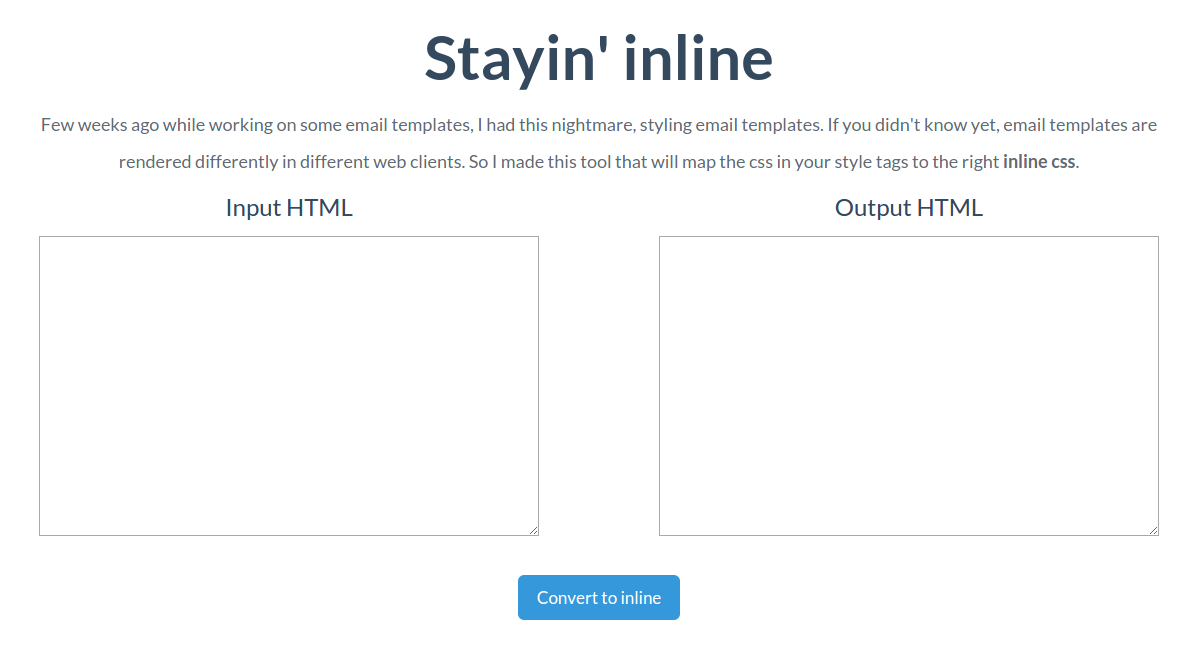 Stayin' inline
Few weeks ago while working on some email templates, I had this nightmare, styling email templates. If you didn't know yet, email templates are
rendered differently in different web clients. So I made this tool that will map the css in your style tags to the right inline css.
Input HTML
Output HTML
Convert to inline